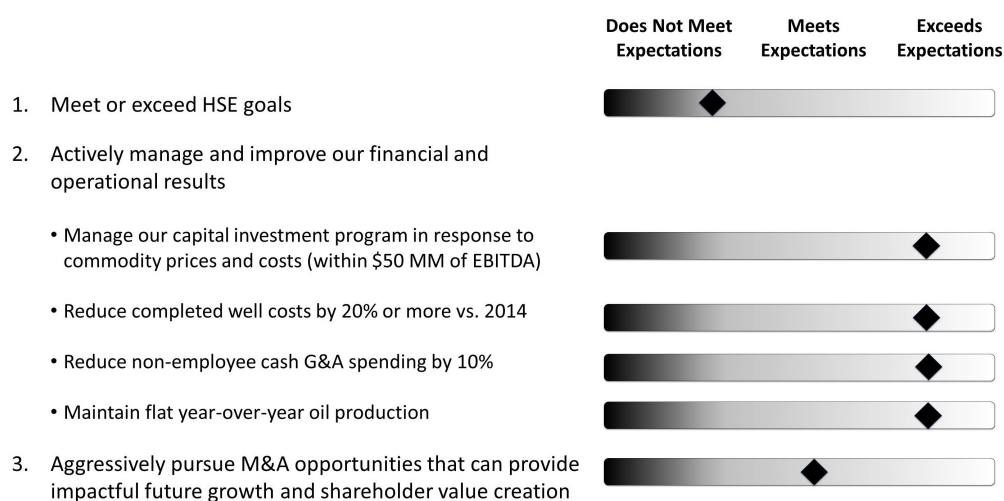 Does Not Meet Expectations
Meets Expectations
Exceeds Expectations
1. Meet or exceed HSE goals
2. Actively manage and improve our financial and
operational results
• Manage our capital investment program in response to
commodity prices and costs (within $50 MM of EBITDA)
• Reduce completed well costs by 20% or more vs. 2014
• Reduce non-employee cash G&A spending by 10%
• Maintain flat year-over-year oil production
3. Aggressively pursue M&A opportunities that can provide
impactful future growth and shareholder value creation